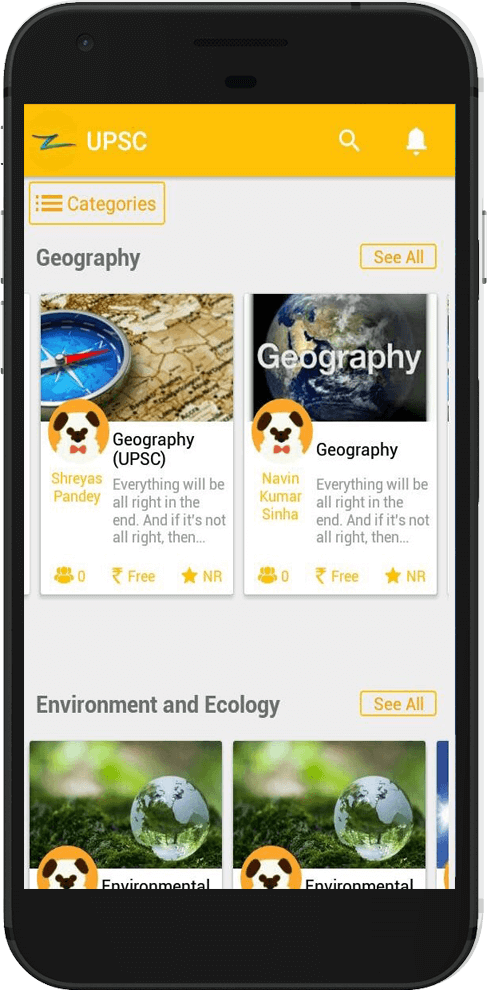 UPSC
Categories
Geography
See All
Geography
Geography
(UPSC)
Shreyas
Pandey
Everything will be
all right in the
end. And if it's not
all right, then...
0
₹ Free
NR
Geography
Navin
Kumar
Sinha
Everything will be
all right in the
end. And if it's not
all right, then...
0
₹ Free
NR
Environment and Ecology
See All
Environmental
Environmental